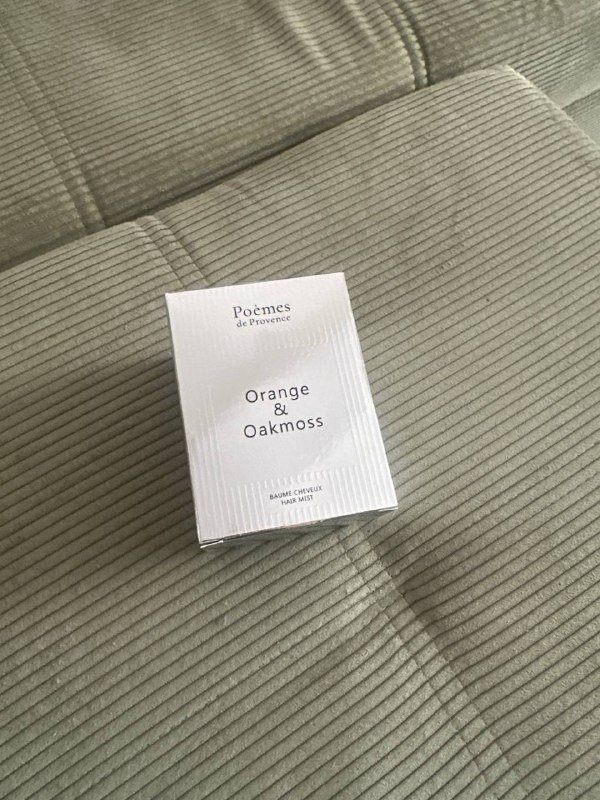 Poèmes
de Provence
Orange
&
Oakmoss
BAUME CHEVEUX
HAIR MIST